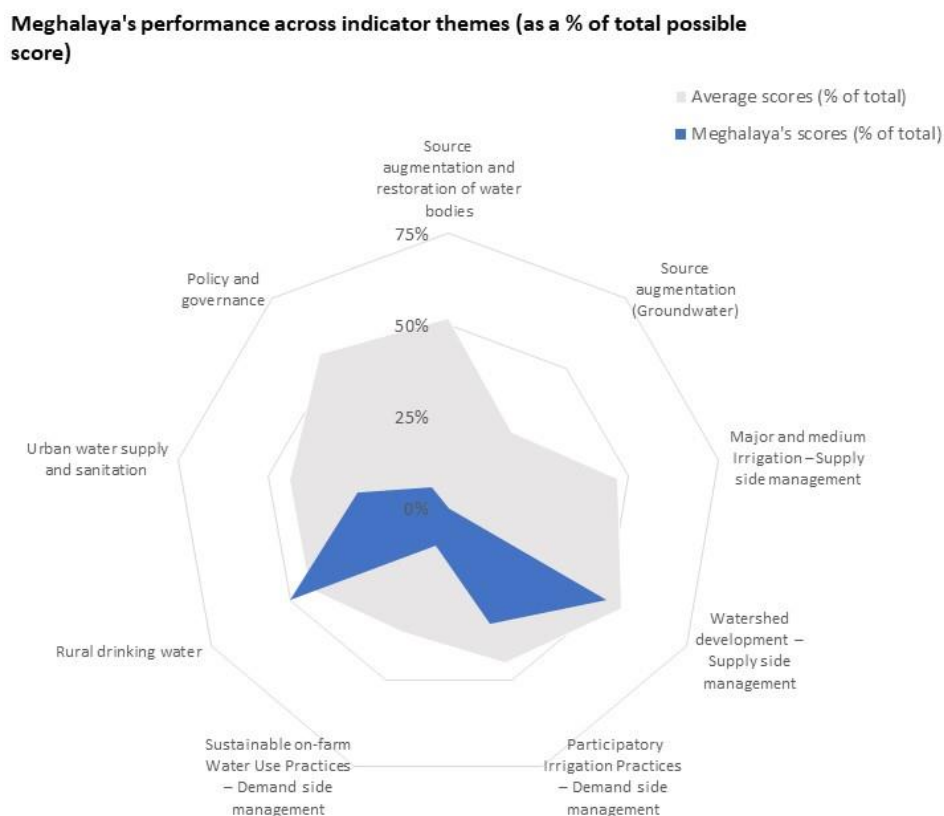 Meghalaya's performance across indicator themes (as a % of total possible
score)
Average scores (% of total)
Meghalaya's scores (% of total)
Source
augmentation and
restoration of water
bodies
75%
50%
25%
0%
Source
augmentation
(Groundwater)
Major and medium
Irrigation – Supply
side management
Watershed
development –
Supply side
management
Participatory
Irrigation Practices
– Demand side
management
Sustainable on-farm
Water Use Practices
– Demand side
management
Rural drinking water
Urban water supply
and sanitation
Policy and
governance